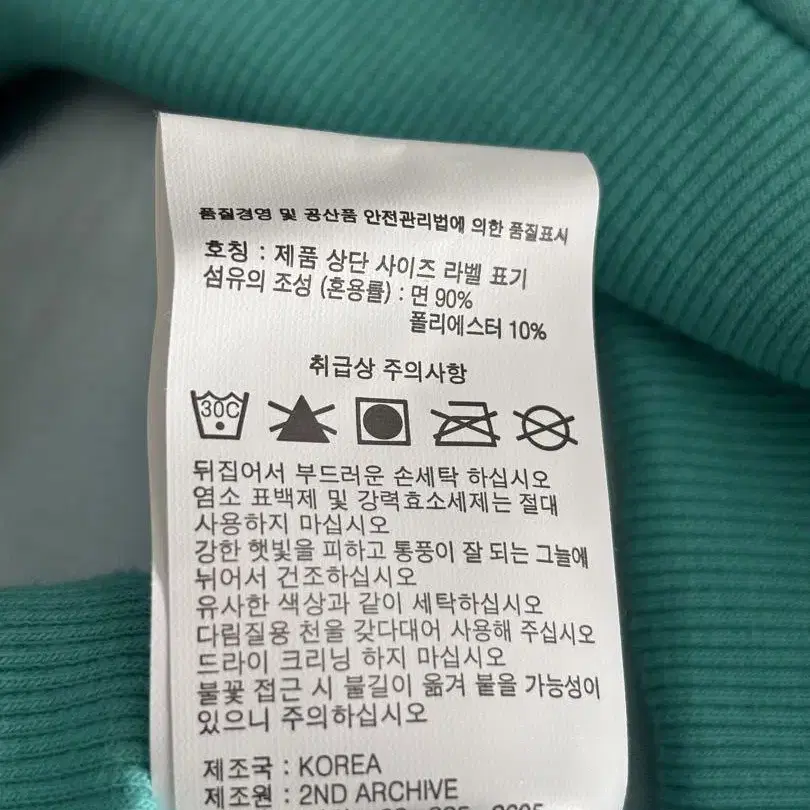 품질경영 및 공산품 안전관리법에 의한 품질표시
호칭 : 제품 상단 사이즈 라벨 표기
섬유의 조성 (혼용률) : 면 90%
폴리에스터 10%
취급상 주의사항
30C
뒤집어서 부드러운 손세탁 하십시오
염소 표백제 및 강력효소세제는 절대
사용하지 마십시오
강한 햇빛을 피하고 통풍이 잘 되는 그늘에
뉘어서 건조하십시오
유사한 색상과 같이 세탁하십시오
다림질용 천을 갖다대어 사용해 주십시오
드라이 크리닝 하지 마십시오
불꽃 접근 시 불길이 옮겨 붙을 가능성이
있으니 주의하십시오
제조국 : KOREA
제조원 : 2ND ARCHIVE